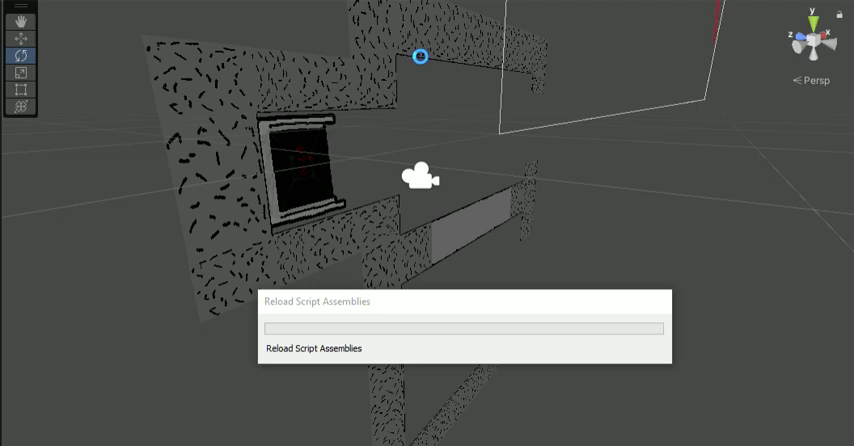 y
z
x
< Persp
Reload Script Assemblies
Reload Script Assemblies